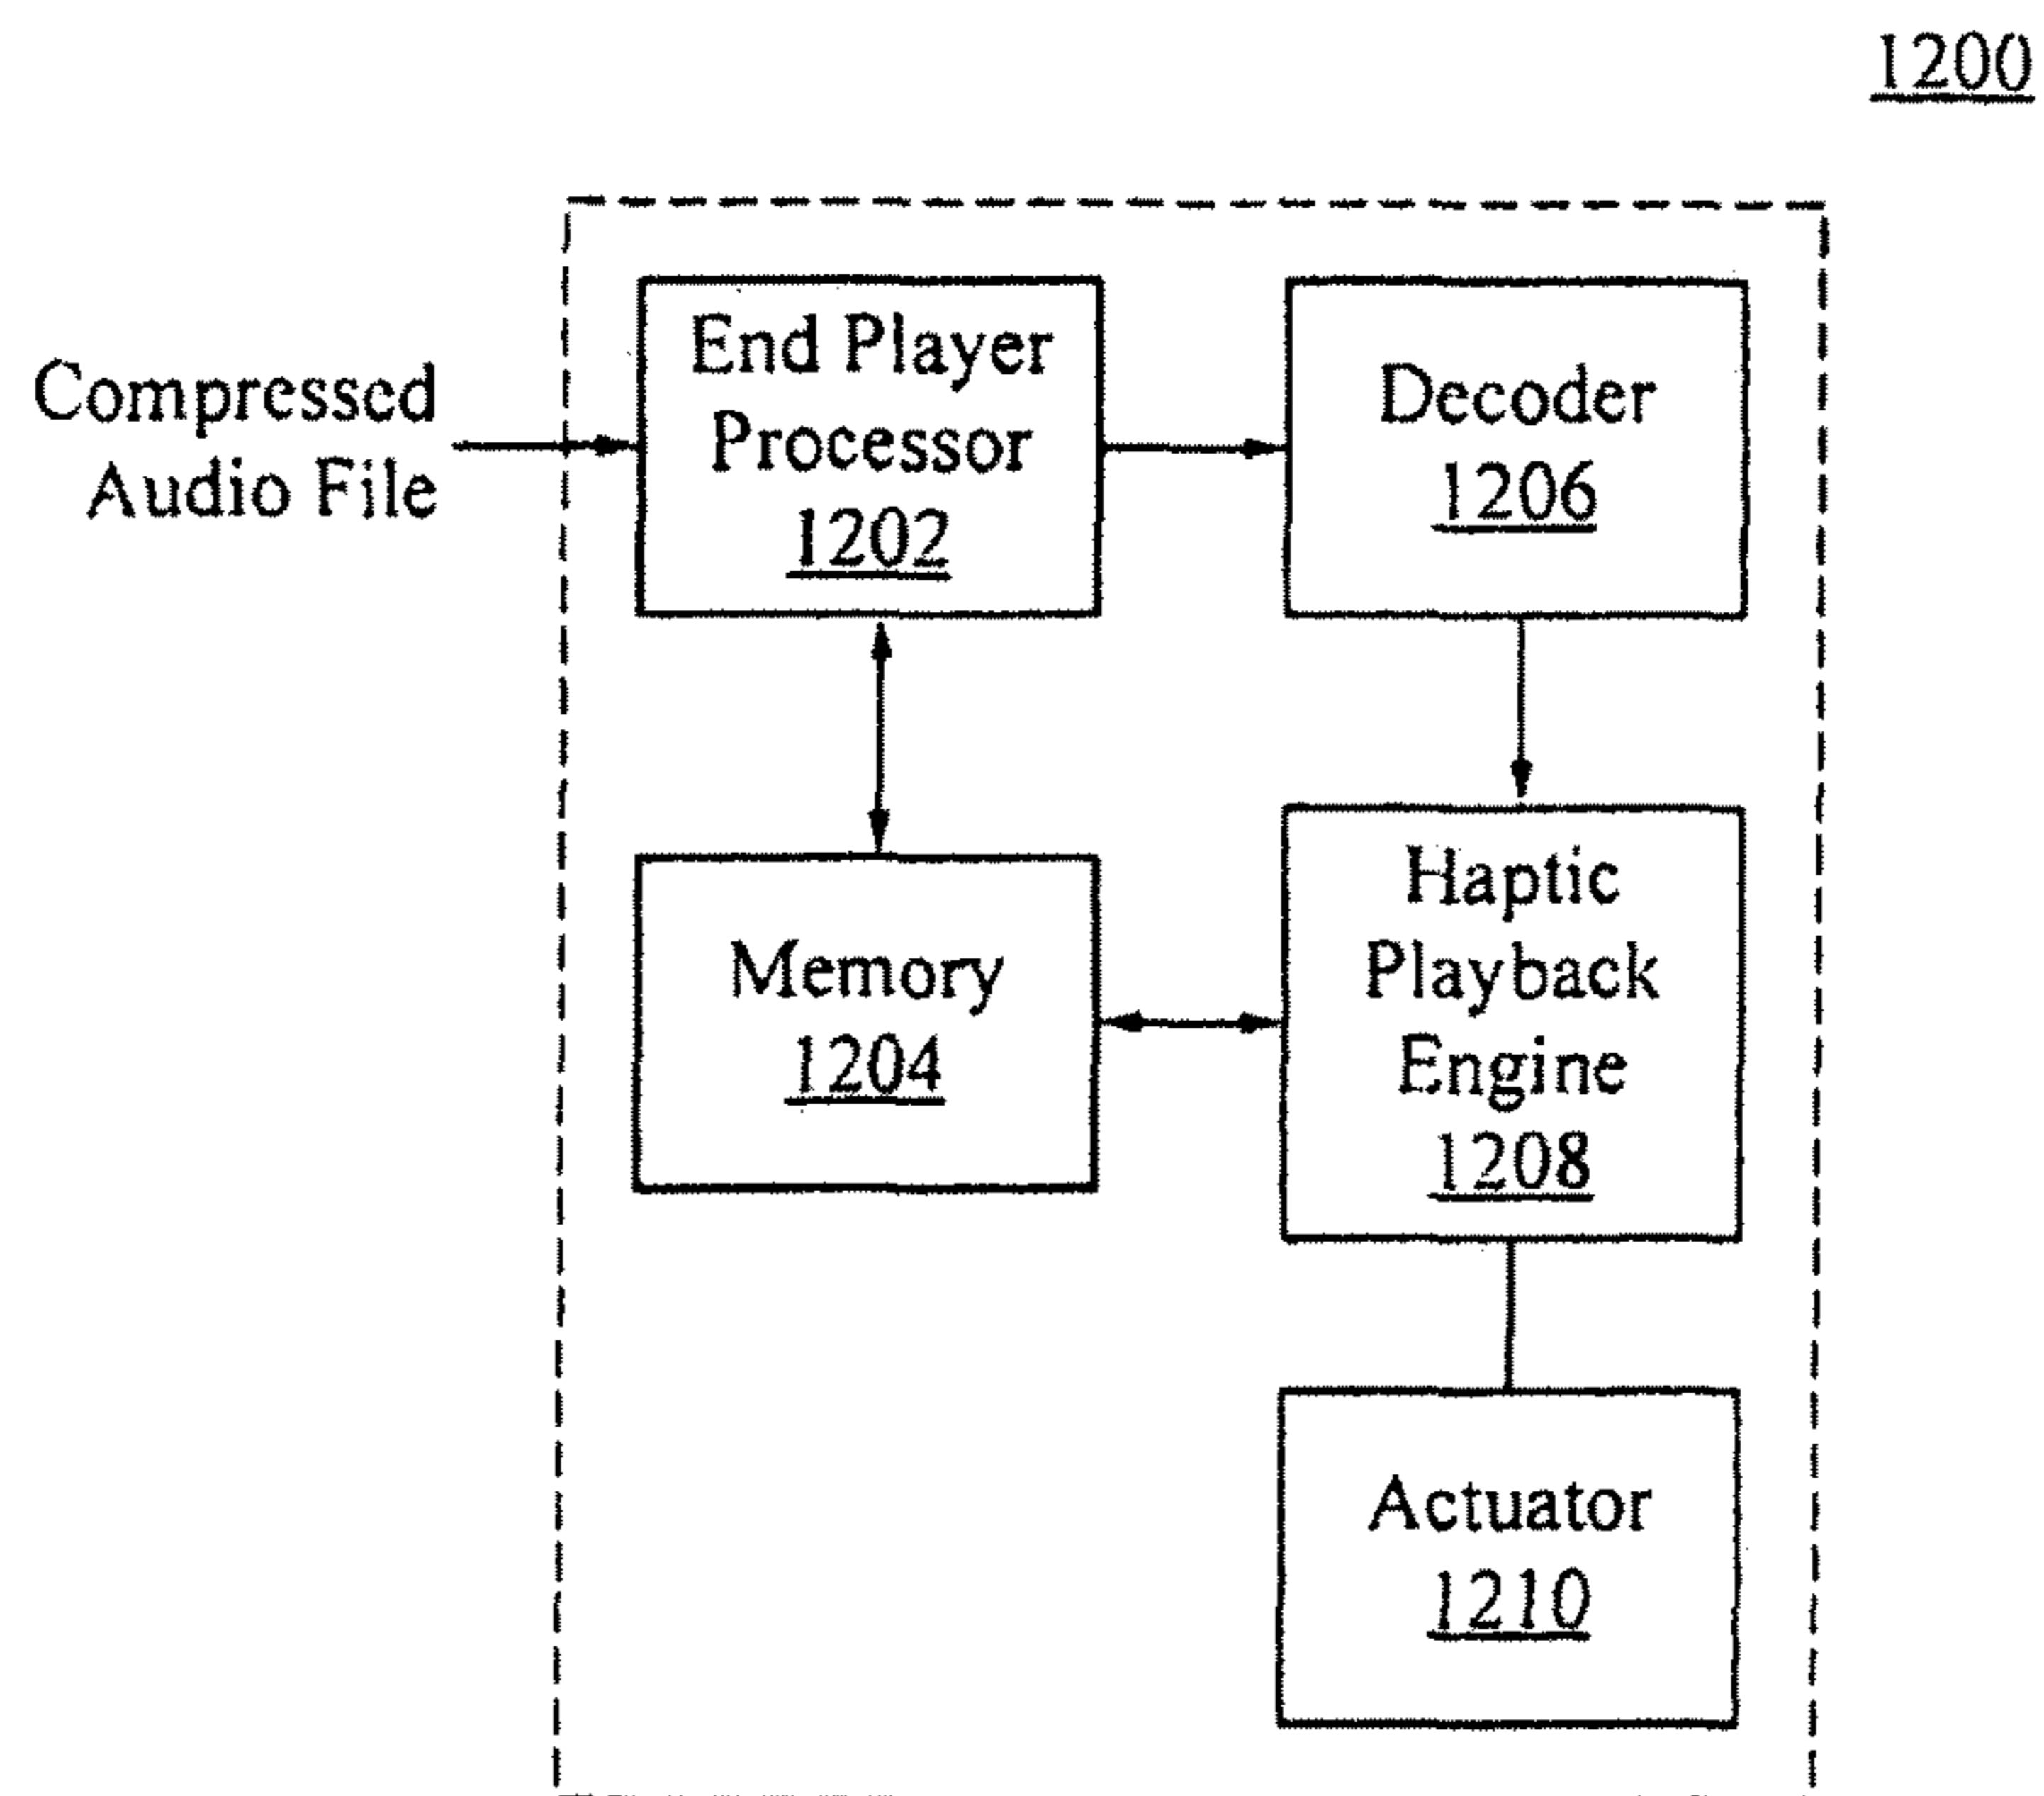 1200
Compressed
Audio File
End Player
Processor
1202
Decoder
1206
Memory
1204
Haptic
Playback
Engine
1208
Actuator
1210